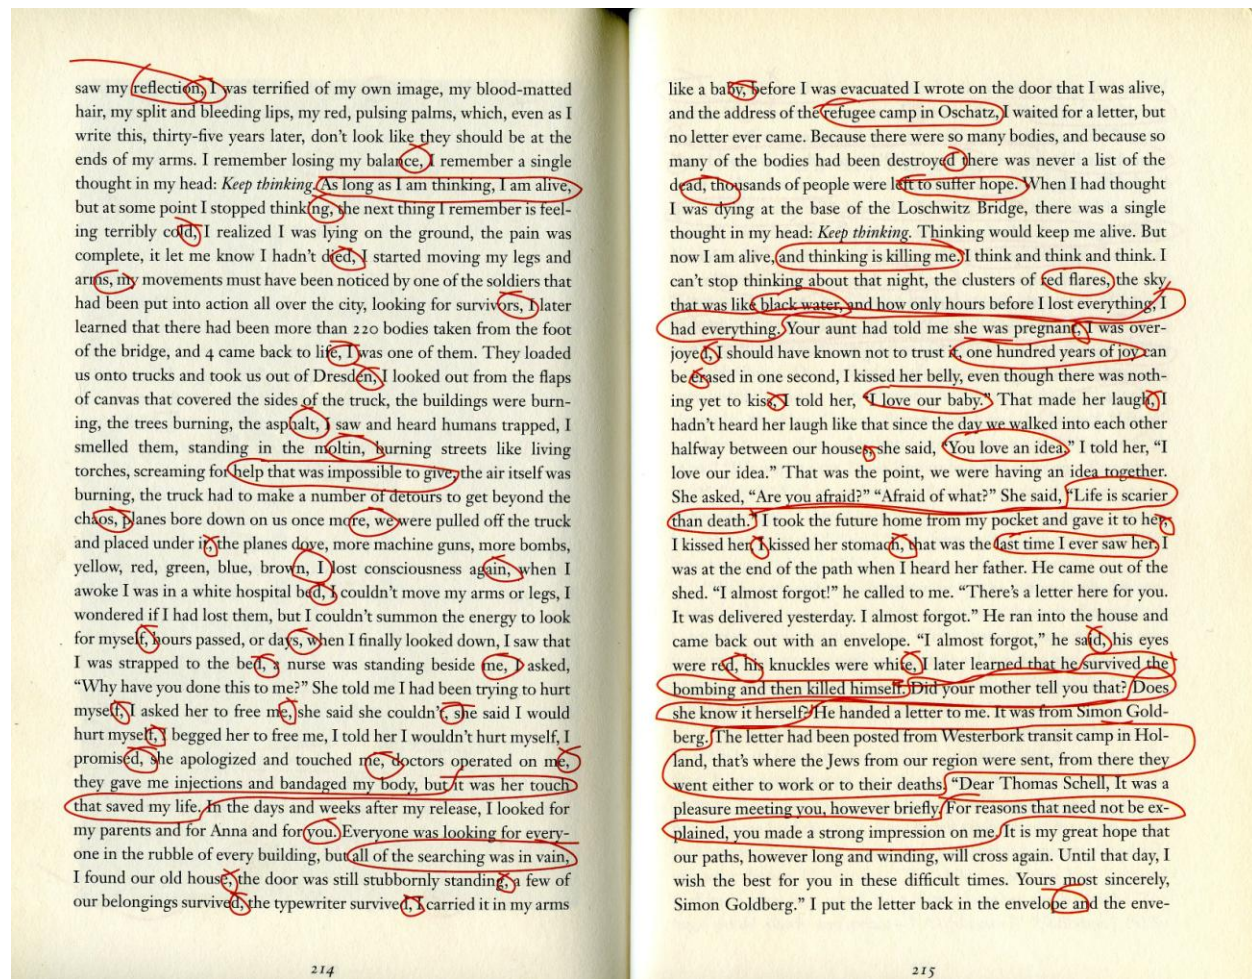 saw my reflection, I was terrified of my own image, my blood-matted
hair, my split and bleeding lips, my red, pulsing palms, which, even as I
write this, thirty-five years later, don't look like they should be at the
ends of my arms. I remember losing my balance, I remember a single
thought in my head: Keep thinking. As long as I am thinking, I am alive,
but at some point I stopped thinking, the next thing I remember is feel-
ing terribly cold, I realized I was lying on the ground, the pain was
complete, it let me know I hadn't died, I started moving my legs and
arms, my movements must have been noticed by one of the soldiers that
had been put into action all over the city, looking for survivors, I later
learned that there had been more than 220 bodies taken from the foot
of the bridge, and 4 came back to life, I was one of them. They loaded
us onto trucks and took us out of Dresden, I looked out from the flaps
of canvas that covered the sides of the truck, the buildings were burn-
ing, the trees burning, the asphalt, I saw and heard humans trapped, I
smelled them, standing in the moltin, burning streets like living
torches, screaming for help that was impossible to give, the air itself was
burning, the truck had to make a number of detours to get beyond the
chaos, planes bore down on us once more, we were pulled off the truck
and placed under it, the planes dove, more machine guns, more bombs,
yellow, red, green, blue, brown, I lost consciousness again, when I
awoke I was in a white hospital bed, I couldn't move my arms or legs, I
wondered if I had lost them, but I couldn't summon the energy to look
for myself, hours passed, or days, when I finally looked down, I saw that
I was strapped to the bed, a nurse was standing beside me, I asked,
"Why have you done this to me?" She told me I had been trying to hurt
myself, I asked her to free me, she said she couldn't, she said I would
hurt myself, I begged her to free me, I told her I wouldn't hurt myself, I
promised, she apologized and touched me, doctors operated on me,
they gave me injections and bandaged my body, but it was her touch
that saved my life. In the days and weeks after my release, I looked for
my parents and for Anna and for you. Everyone was looking for every-
one in the rubble of every building, but all of the searching was in vain,
I found our old house, the door was still stubbornly standing, a few of
our belongings survived, the typewriter survived, I carried it in my arms
214
like a baby, before I was evacuated I wrote on the door that I was alive,
and the address of the refugee camp in Oschatz, I waited for a letter, but
no letter ever came. Because there were so many bodies, and because so
many of the bodies had been destroyed there was never a list of the
dead, thousands of people were left to suffer hope. When I had thought
I was dying at the base of the Loschwitz Bridge, there was a single
thought in my head: Keep thinking. Thinking would keep me alive. But
now I am alive, and thinking is killing me. I think and think and think. I
can't stop thinking about that night, the clusters of red flares, the sky
that was like black water, and how only hours before I lost everything, I
had everything. Your aunt had told me she was pregnant, I was over-
joyed, I should have known not to trust it, one hundred years of joy can
be erased in one second, I kissed her belly, even though there was noth-
ing yet to kiss, I told her, "I love our baby." That made her laugh, I
hadn't heard her laugh like that since the day we walked into each other
halfway between our houses, she said, "You love an idea." I told her, "I
love our idea." That was the point, we were having an idea together.
She asked, "Are you afraid?" "Afraid of what?" She said, "Life is scarier
than death." I took the future home from my pocket and gave it to her,
I kissed her, I kissed her stomach, that was the last time I ever saw her. I
was at the end of the path when I heard her father. He came out of the
shed. "I almost forgot!" he called to me. "There's a letter here for you.
It was delivered yesterday. I almost forgot." He ran into the house and
came back out with an envelope. "I almost forgot," he said, his eyes
were red, his knuckles were white, I later learned that he survived the
bombing and then killed himself. Did your mother tell you that? Does
she know it herself? He handed a letter to me. It was from Simon Gold-
berg. The letter had been posted from Westerbork transit camp in Hol-
land, that's where the Jews from our region were sent, from there they
went either to work or to their deaths. "Dear Thomas Schell, It was a
pleasure meeting you, however briefly. For reasons that need not be ex-
plained, you made a strong impression on me. It is my great hope that
our paths, however long and winding, will cross again. Until that day, I
wish the best for you in these difficult times. Yours most sincerely,
Simon Goldberg." I put the letter back in the envelope and the enve-
215